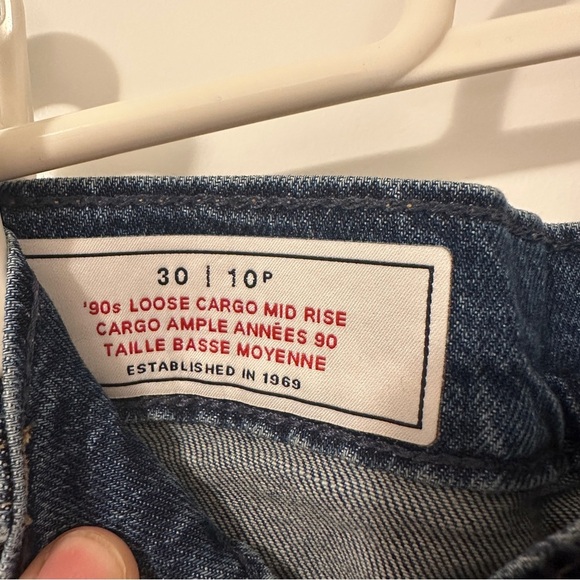 30 | 10P
'90s LOOSE CARGO MID RISE
CARGO AMPLE ANNÉES 90
TAILLE BASSE MOYENNE
ESTABLISHED IN 1969